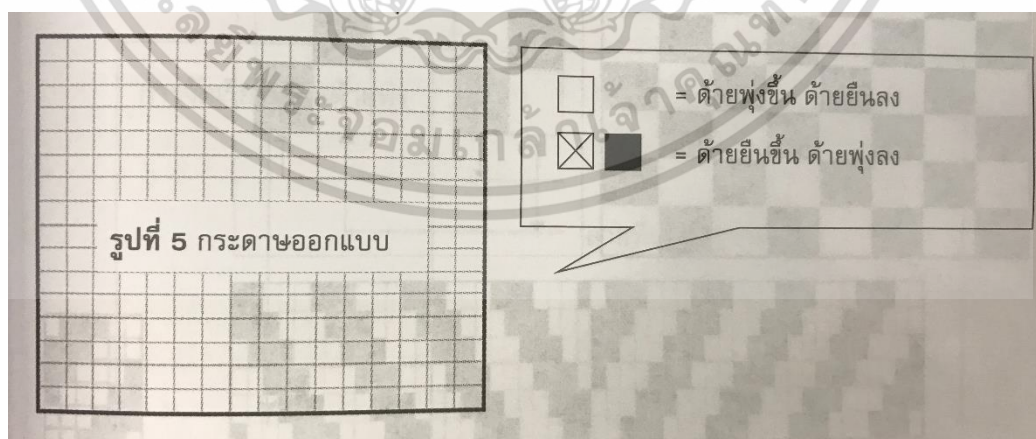 รูปที่ 5 กระดาษออกแบบ
= ด้ายพุ่งขึ้น ด้ายยืนลง
= ด้ายยืนขึ้น ด้ายพุ่งลง